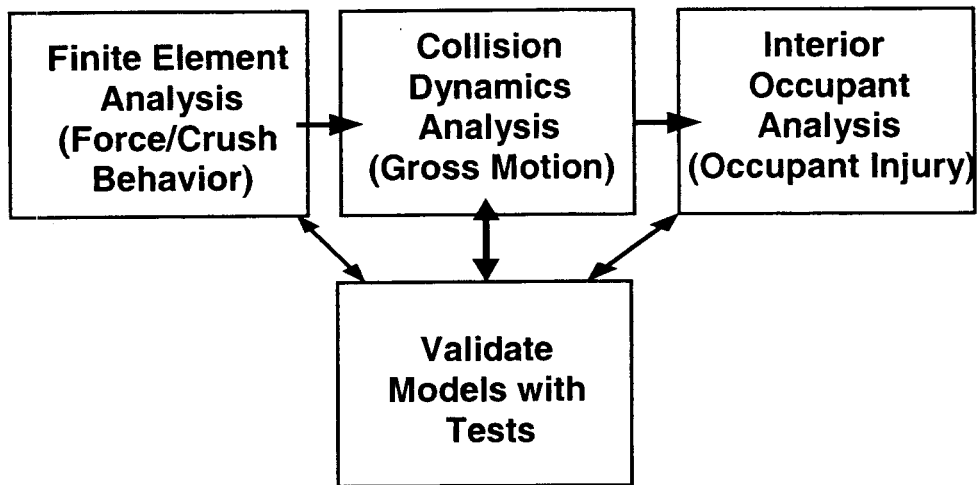 Finite Element
Analysis
(Force/Crush
Behavior)
Collision
Dynamics
Analysis
(Gross Motion)
Interior
Occupant
Analysis
(Occupant Injury)
Validate
Models with
Tests